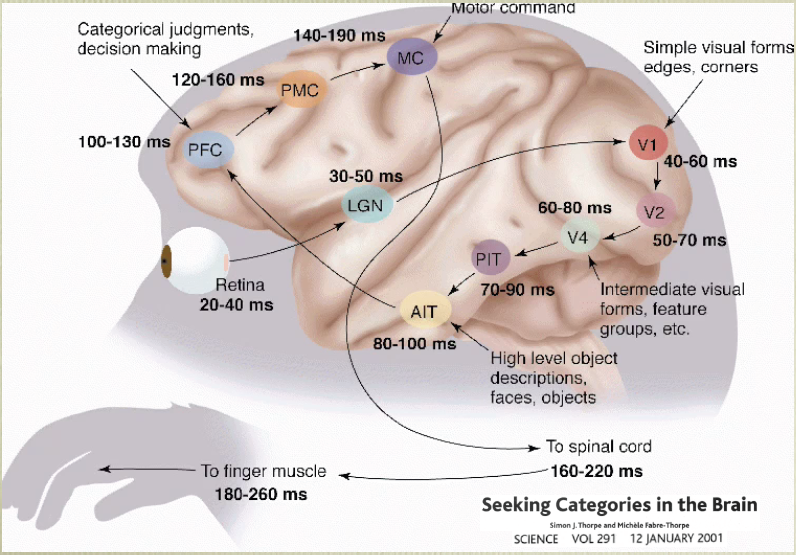 Motor command
Categorical judgments,
decision making
140-190 ms
MC
Simple visual forms
edges, corners
120-160 ms
PMC
100-130 ms
PFC
V1
40-60 ms
30-50 ms
LGN
60-80 ms
V2
V4
50-70 ms
PIT
Retina
20-40 ms
70-90 ms
Intermediate visual
forms, feature
groups, etc.
AIT
80-100 ms
High level object
descriptions,
faces, objects
To spinal cord
160-220 ms
To finger muscle
180-260 ms
Seeking Categories in the Brain
Simon J. Thorpe and Michèle Fabre-Thorpe
SCIENCE VOL 291 12 JANUARY 2001